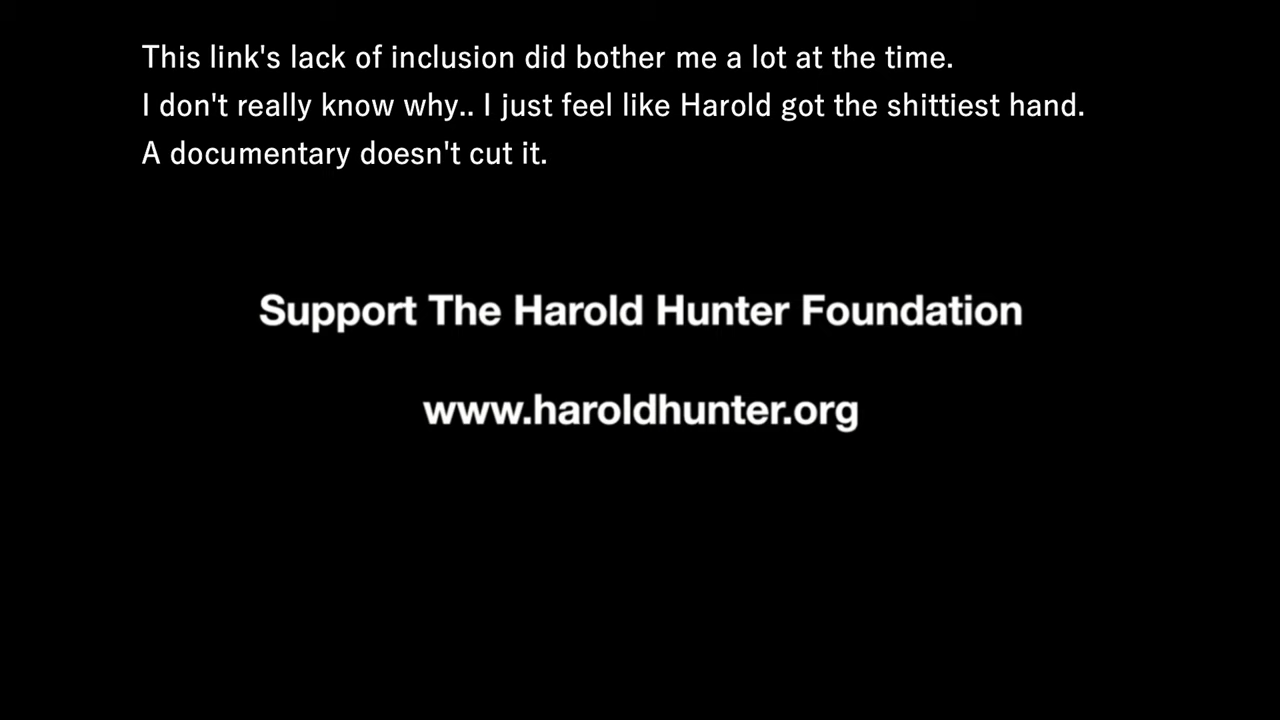 This link's lack of inclusion did bother me a lot at the time.
I don't really know why.. I just feel like Harold got the shittiest hand.
A documentary doesn't cut it.
Support The Harold Hunter Foundation
www.haroldhunter.org